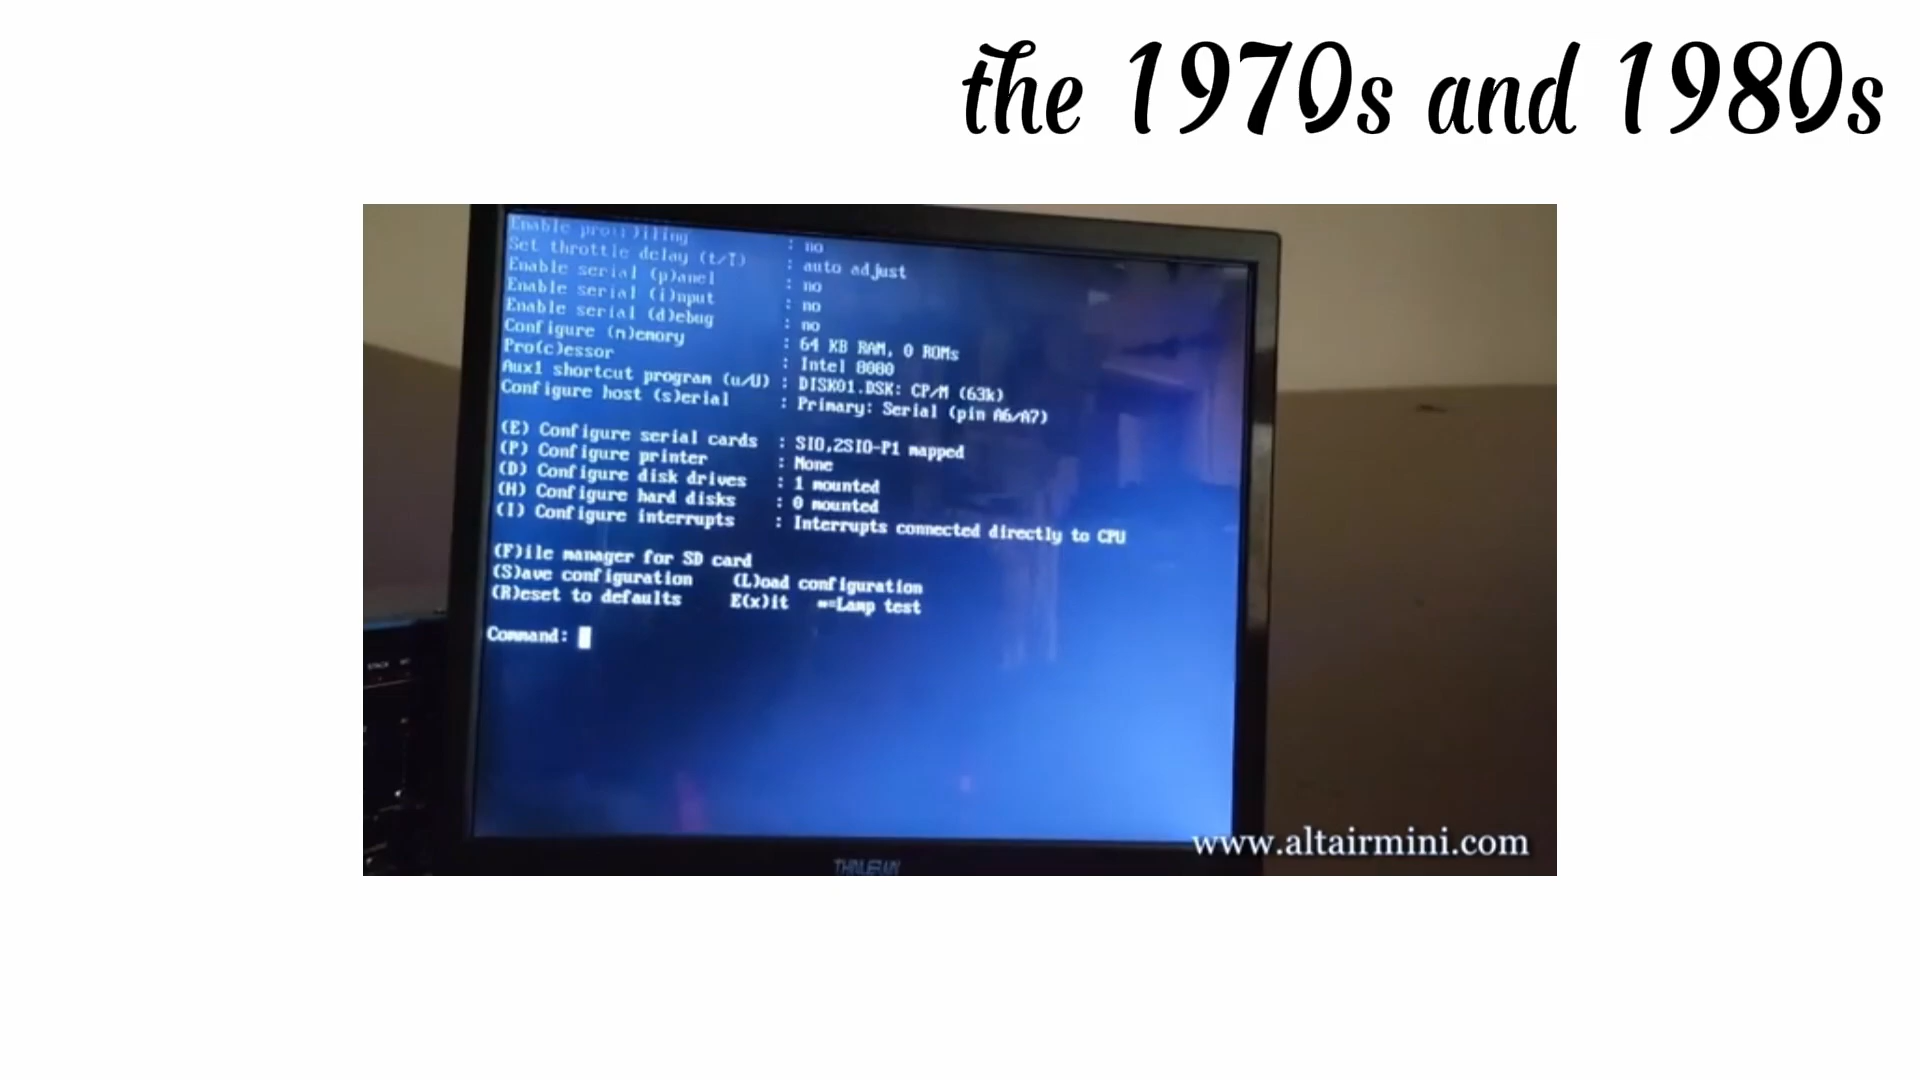 the 1970s and 1980s
Enable pro(f)iling : no
Set throttle delay (t/T) : auto adjust
Enable serial (p)anel : no
Enable serial (i)nput : no
Enable serial (d)ebug : no
Configure (m)emory : 64 KB RAM, 0 ROMs
Pro(c)essor : Intel 8080
Aux1 shortcut program (u/U) : DISK01.DSK: CP/M (63k)
Configure host (s)erial : Primary: Serial (pin A6/A7)
(E) Configure serial cards : SIO,2SIO-P1 mapped
(P) Configure printer : None
(D) Configure disk drives : 1 mounted
(H) Configure hard disks : 0 mounted
(I) Configure interrupts : Interrupts connected directly to CPU
(F)ile manager for SD card
(S)ave configuration (L)oad configuration
(R)eset to defaults E(x)it *=Lamp test
Command:
www.altairmini.com